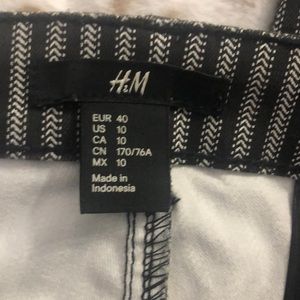 H&M
EUR 40
US 10
CA 10
CN 170/76A
MX 10
Made in
Indonesia